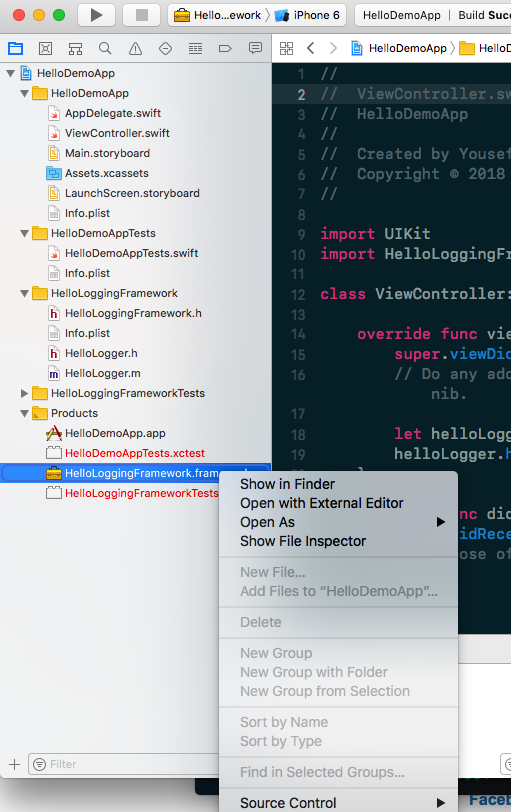 Hello...ework
iPhone 6
HelloDemoApp
Build Suc
HelloDemoApp
HelloD
HelloDemoApp
HelloDemoApp
AppDelegate.swift
ViewController.swift
Main.storyboard
Assets.xcassets
LaunchScreen.storyboard
Info.plist
HelloDemoAppTests
HelloDemoAppTests.swift
Info.plist
HelloLoggingFramework
HelloLoggingFramework.h
Info.plist
HelloLogger.h
HelloLogger.m
HelloLoggingFrameworkTests
Products
HelloDemoApp.app
HelloDemoAppTests.xctest
HelloLoggingFramework.fram
HelloLoggingFrameworkTests
Filter
1 //
2 // ViewController.sw
3 // HelloDemoApp
4 //
5 // Created by Yousef
6 // Copyright © 2018
7 //
8
9 import UIKit
10 import HelloLoggingFr
11
12 class ViewController:
13
14 override func view
15 super.viewDid
16 // Do any add
nib.
17
18 let helloLogg
19 helloLogger.h
nc did
idRece
ose of
Show in Finder
Open with External Editor
Open As
Show File Inspector
New File...
Add Files to “HelloDemoApp”...
Delete
New Group
New Group with Folder
New Group from Selection
Sort by Name
Sort by Type
Find in Selected Groups...
Source Control
Faceb